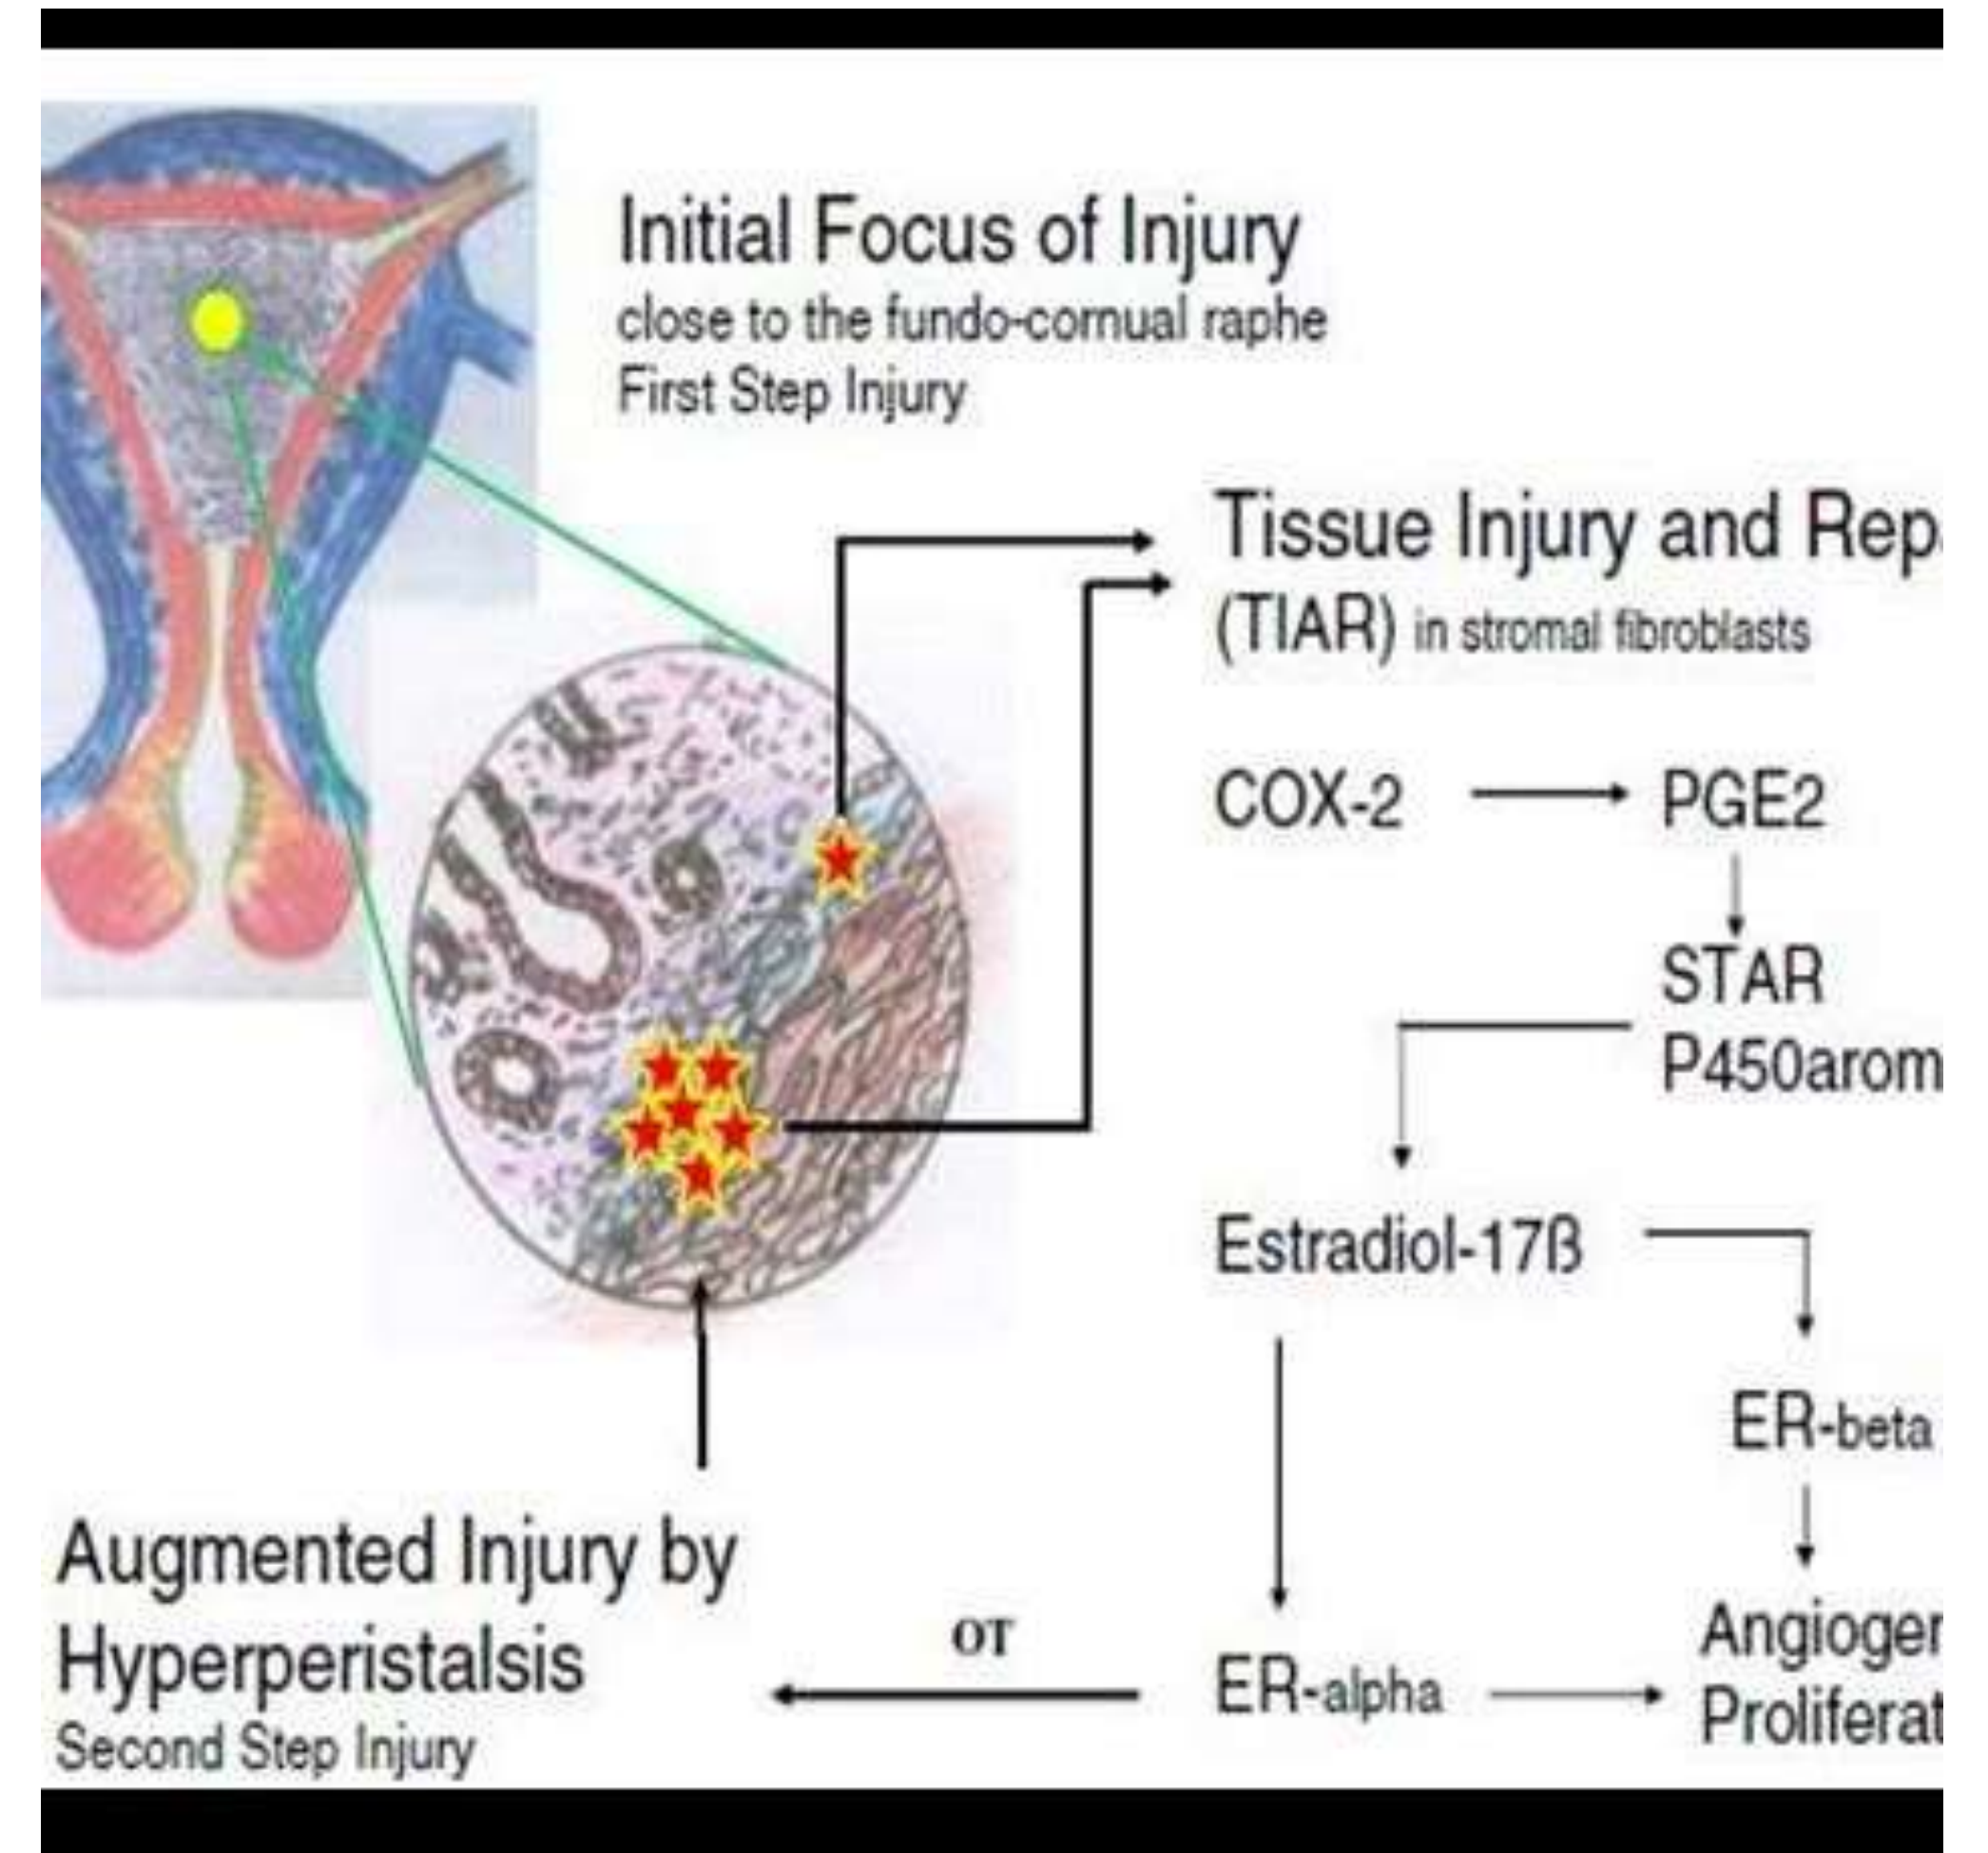 Initial Focus of Injury
close to the fundo-cornual raphe
First Step Injury
Tissue Injury and Rep
(TIAR) in stromal fibroblasts
COX-2 PGE2
STAR
P450arom
Estradiol-17ß
ER-beta
Augmented Injury by
Hyperperistalsis
Second Step Injury
OT
ER-alpha
Angiogen
Proliferat